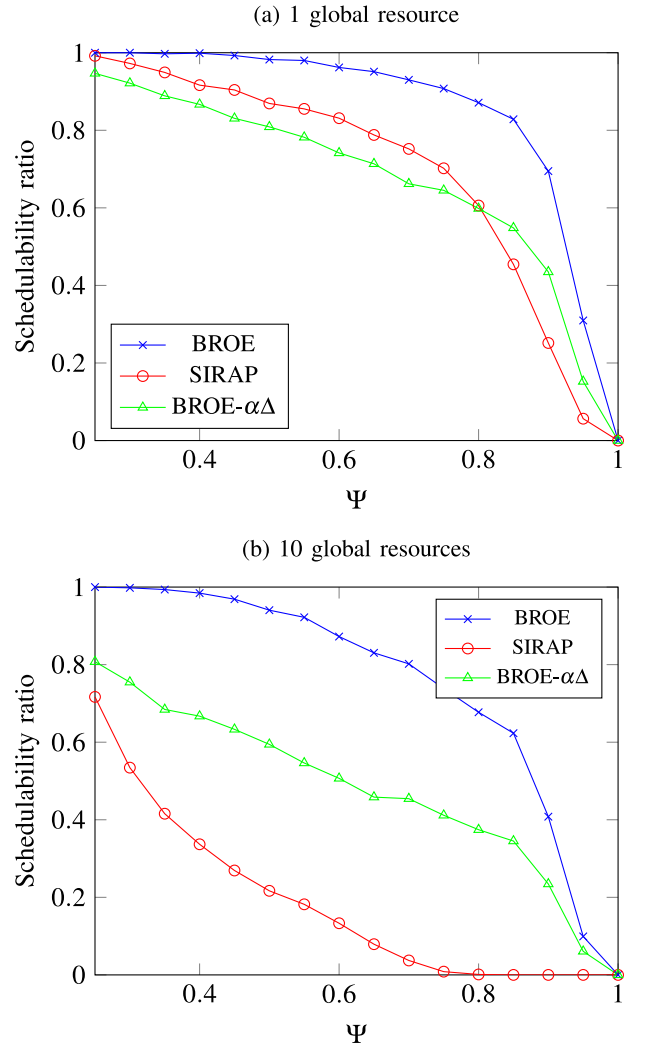 (a) 1 global resource
1
0.8
0.6
0.4
0.2
0
Schedulability ratio
BROE
SIRAP
BROE-αΔ
0.4 0.6 0.8 1
Ψ
(b) 10 global resources
1
0.8
0.6
0.4
0.2
0
Schedulability ratio
BROE
SIRAP
BROE-αΔ
0.4 0.6 0.8 1
Ψ